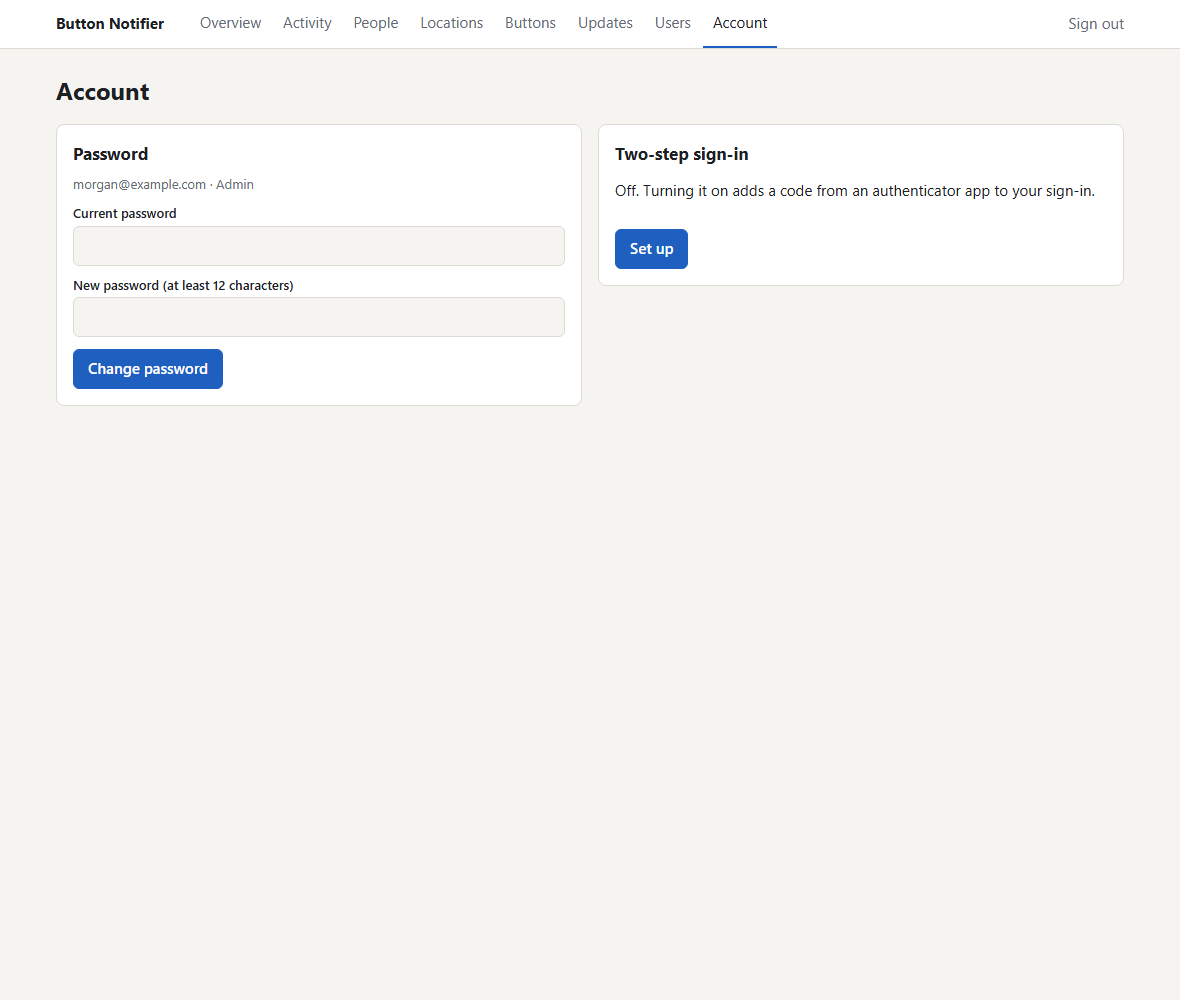 Button Notifier Overview Activity People Locations Buttons Updates Users Account Sign out
Account
Password
morgan@example.com · Admin
Current password
New password (at least 12 characters)
Change password
Two-step sign-in
Off. Turning it on adds a code from an authenticator app to your sign-in.
Set up